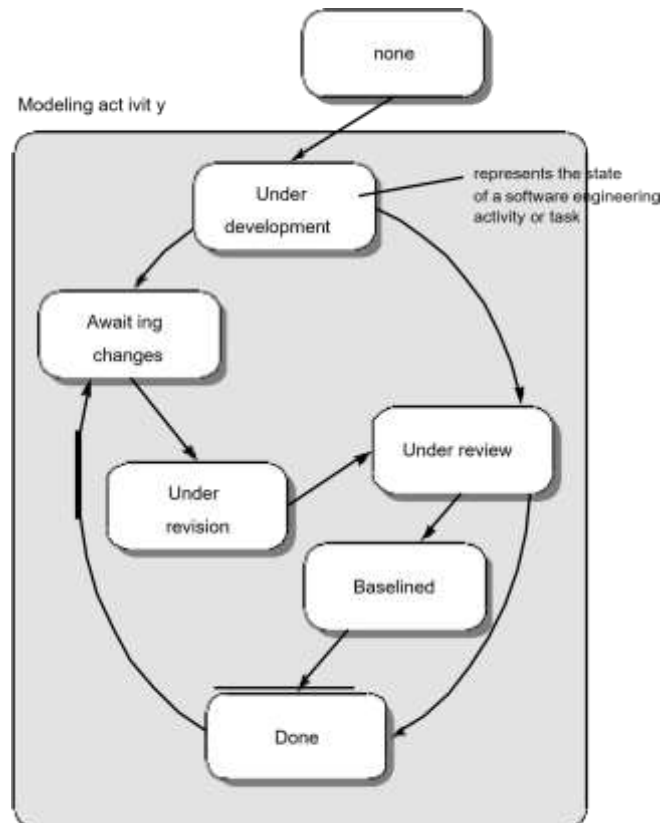 none
Modeling act ivit y
represents the state
Under
of a software engineering
development
activity or task
Await ing
changes
Under review
Under
revision
Baselined
Done